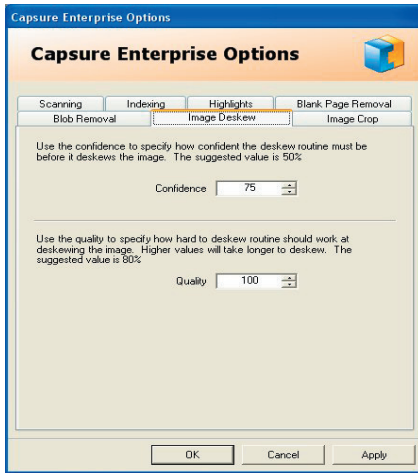 Capsure Enterprise Options
Capsure Enterprise Options
Scanning Indexing Highlights Blank Page Removal
Blob Removal Image Deskew Image Crop
Use the confidence to specify how confident the deskew routine must be
before it deskews the image. The suggested value is 50%
Confidence 75
Use the quality to specify how hard to deskew routine should work at
deskewing the image. Higher values will take longer to deskew. The
suggested value is 80%
Quality 100
OK Cancel Apply